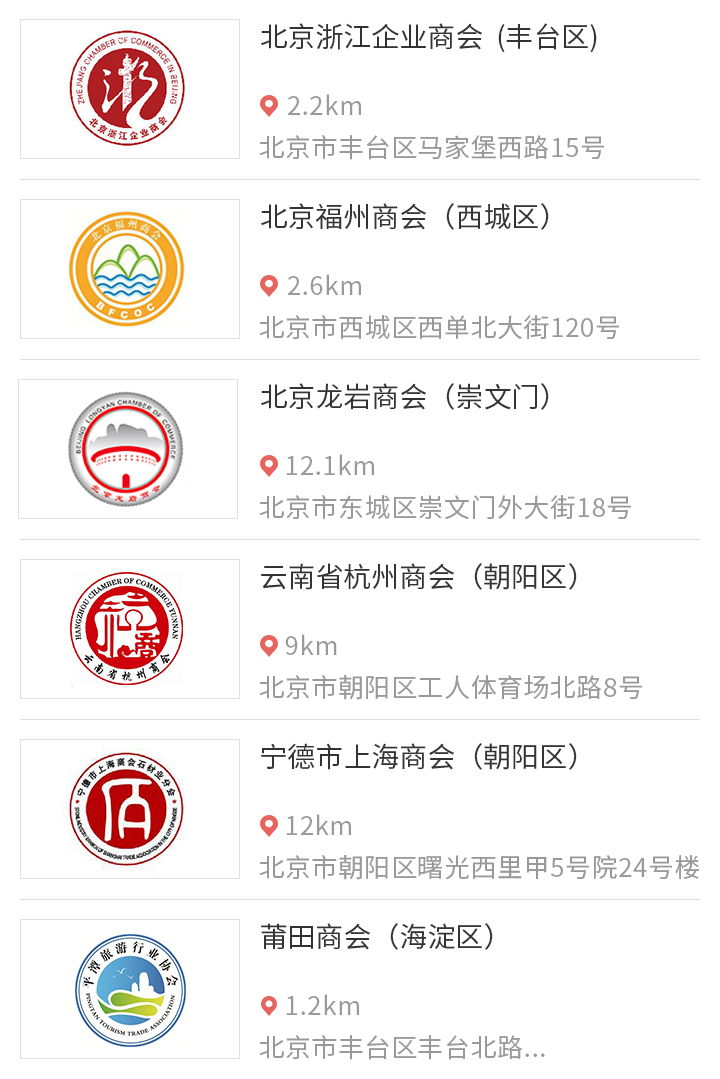 ZHEJIANG CHAMBER OF COMMERCE IN BEIJING
北京浙江企业商会
北京浙江企业商会 (丰台区)
2.2km
北京市丰台区马家堡西路15号
北京福州商会
BFCOC
北京福州商会（西城区）
2.6km
北京市西城区西单北大街120号
BEIJING LONGYAN CHAMBER OF COMMERCE
北京龙岩商会
北京龙岩商会（崇文门）
12.1km
北京市东城区崇文门外大街18号
HANGZHOU CHAMBER OF COMMERCE YUNNAN
云南省杭州商会
云南省杭州商会（朝阳区）
9km
北京市朝阳区工人体育场北路8号
宁德市上海商会石材业分会
宁德市上海商会（朝阳区）
12km
北京市朝阳区曙光西里甲5号院24号楼
平潭旅游行业协会
PINGTAN TOURISM TRADE ASSOCIATION
莆田商会（海淀区）
1.2km
北京市丰台区丰台北路...